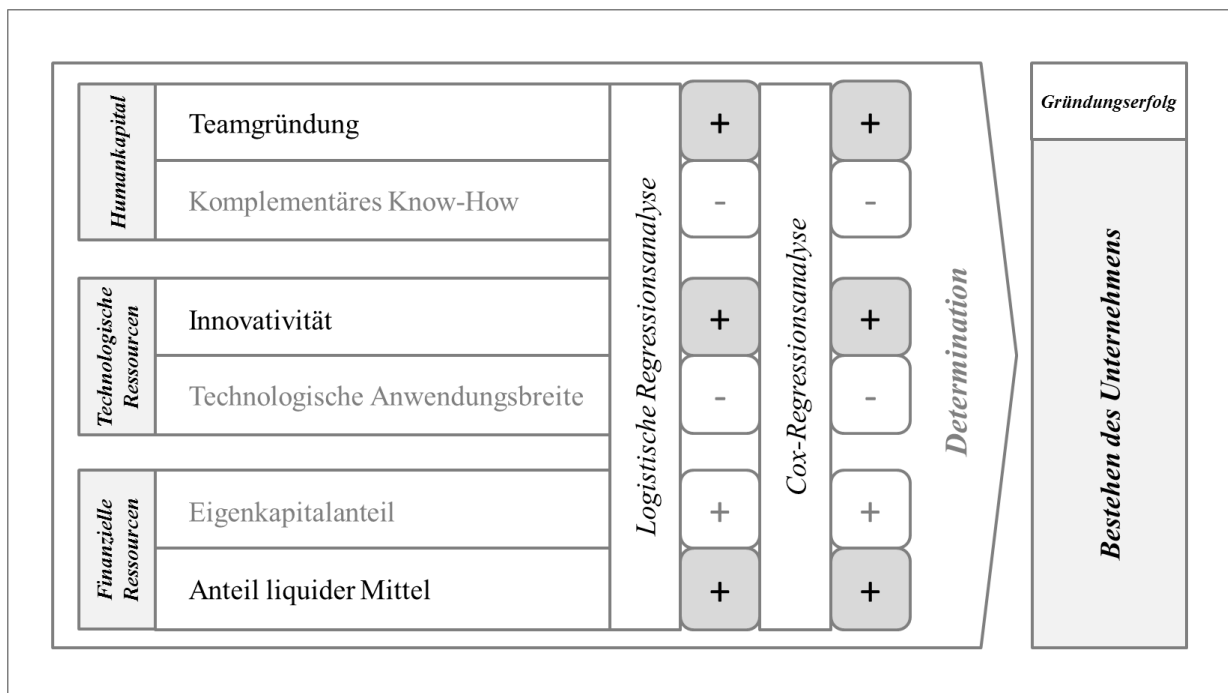 Humankapital
Teamgründung
+
+
Komplementäres Know-How
-
-
Technologische
Ressourcen
Innovativität
+
+
Technologische Anwendungsbreite
-
-
Finanzielle
Ressourcen
Eigenkapitalanteil
+
+
Anteil liquider Mittel
+
+
Logistische Regressionsanalyse
Cox-Regressionsanalyse
Determination
Gründungserfolg
Bestehen des Unternehmens